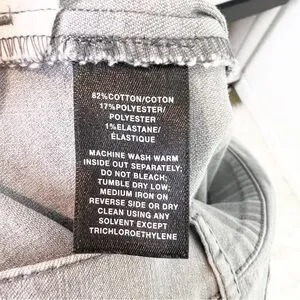 82%COTTON/COTON
17%POLYESTER/
POLYESTER
1%ELASTANE/
ÉLASTIQUE
MACHINE WASH WARM
INSIDE OUT SEPARATELY;
DO NOT BLEACH;
TUMBLE DRY LOW;
MEDIUM IRON ON
REVERSE SIDE OR DRY
CLEAN USING ANY
SOLVENT EXCEPT
TRICHLOROETHYLENE